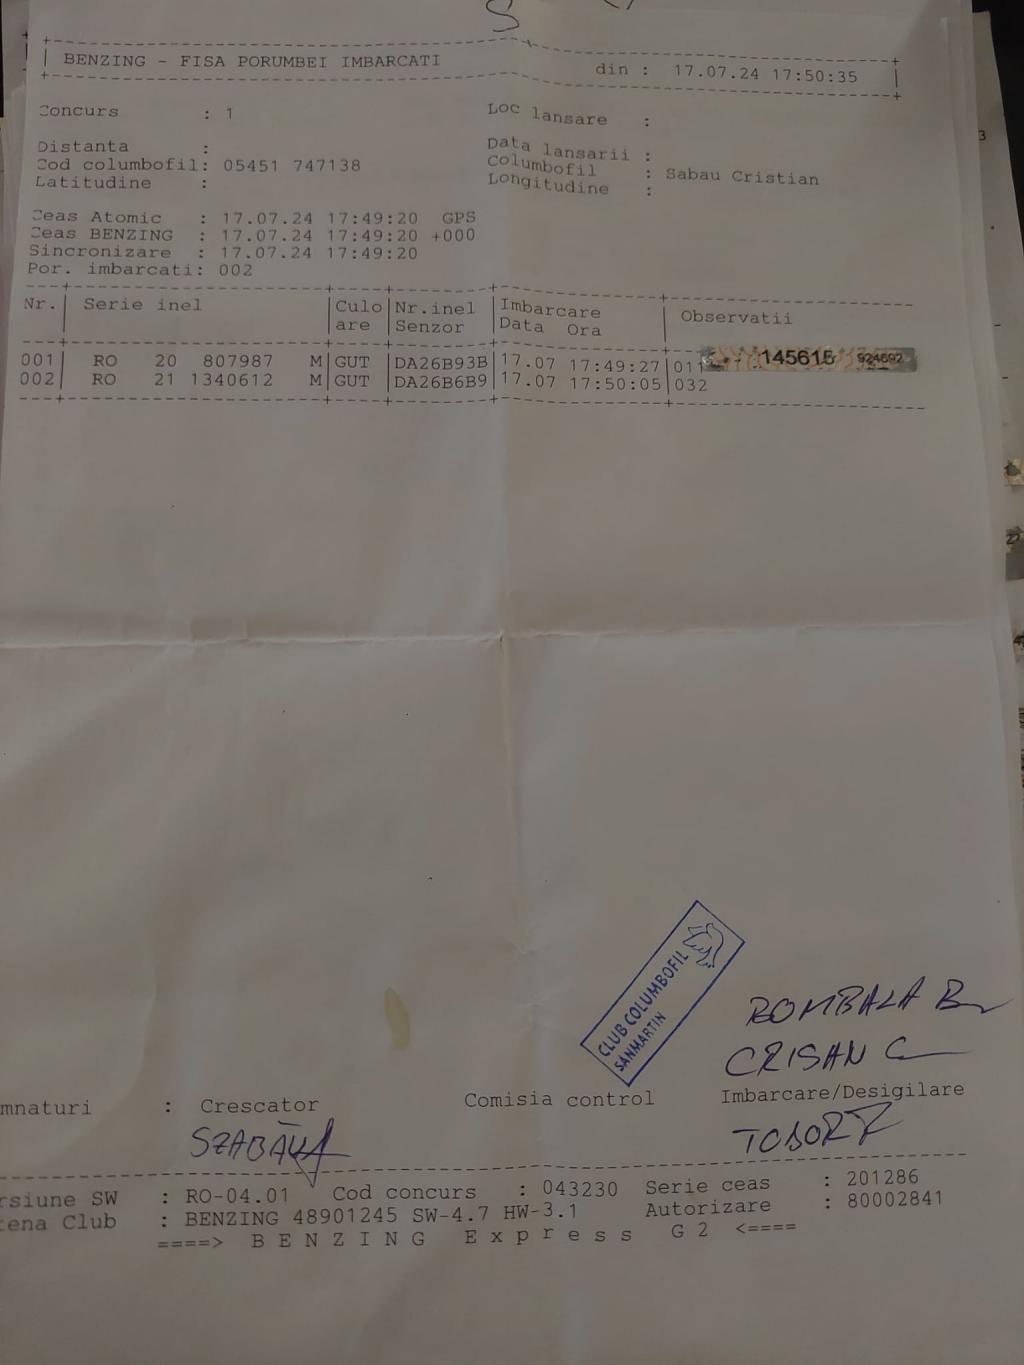 BENZING - FISA PORUMBEI IMBARCATI din : 17.07.24 17:50:35
Concurs : 1 Loc lansare :
Distanta : Data lansarii :
Cod columbofil: 05451 747138 Columbofil : Sabau Cristian
Latitudine : Longitudine :
Ceas Atomic : 17.07.24 17:49:20 GPS
Ceas BENZING : 17.07.24 17:49:20 +000
Sincronizare : 17.07.24 17:49:20
Por. imbarcati: 002
Nr. Serie inel Culo Nr.inel Imbarcare Observatii
are Senzor Data Ora
001 RO 20 807987 M GUT DA26B93B 17.07 17:49:27 011 145615 924692
002 RO 21 1340612 M GUT DA26B6B9 17.07 17:50:05 032
CLUB COLUMBOFIL
SANMARTIN
BOMBALA B
CRISAN C
mnaturi : Crescator Comisia control Imbarcare/Desigilare
rsiune SW : RO-04.01 Cod concurs : 043230 Serie ceas : 201286
tena Club : BENZING 48901245 SW-4.7 HW-3.1 Autorizare : 80002841
====> B E N Z I N G E x p r e s s G 2 <====